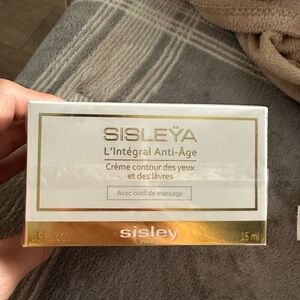 SISLEŸA
L'Intégral Anti-Âge
Crème contour des yeux
et des lèvres
Avec outil de massage
sisley
15 ml